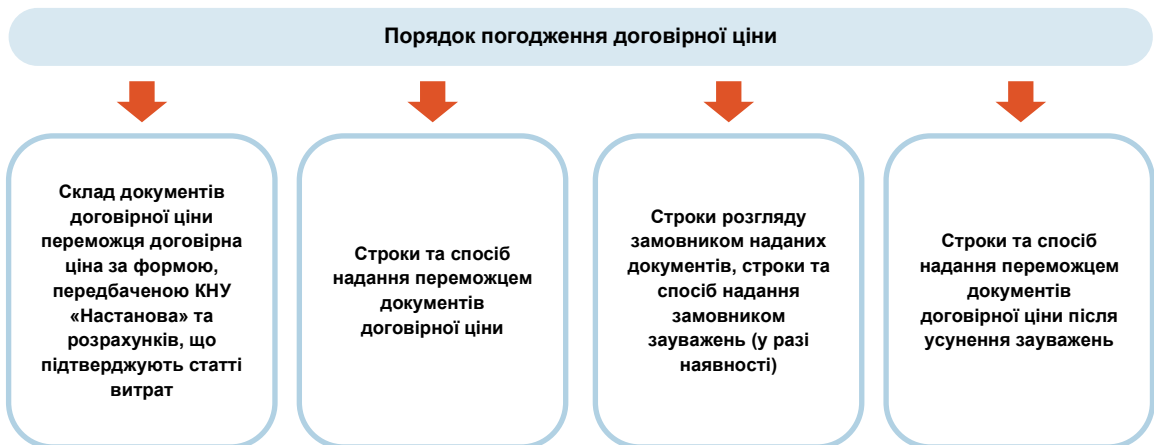 Порядок погодження договірної ціни
Склад документів
договірної ціни
переможця договірна
ціна за формою,
передбаченою КНУ
«Настанова» та
розрахунків, що
підтверджують статті
витрат
Строки та спосіб
надання переможцем
документів
договірної ціни
Строки розгляду
замовником наданих
документів, строки та
спосіб надання
замовником
зауважень (у разі
наявності)
Строки та спосіб
надання переможцем
документів
договірної ціни після
усунення зауважень